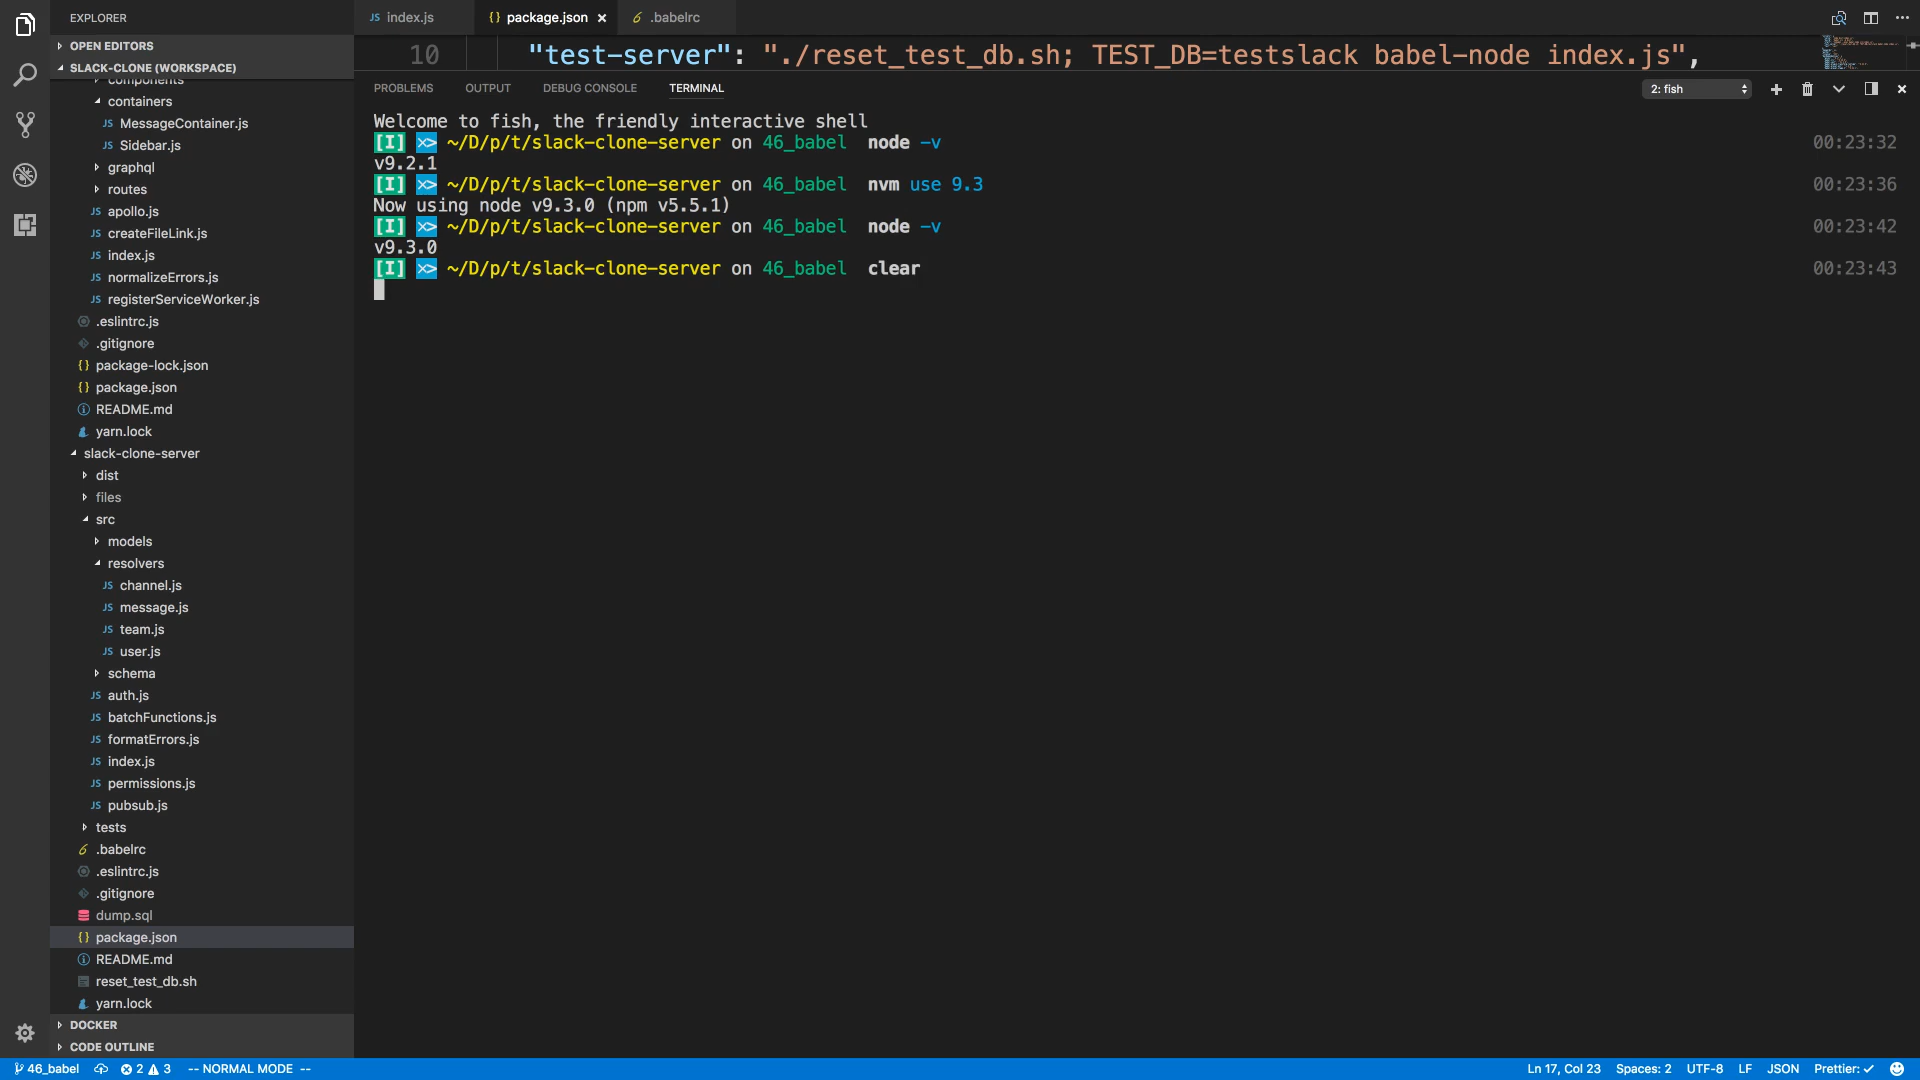 EXPLORER
OPEN EDITORS
SLACK-CLONE (WORKSPACE)
components
containers
MessageContainer.js
Sidebar.js
graphql
routes
apollo.js
createFileLink.js
index.js
normalizeErrors.js
registerServiceWorker.js
.eslintrc.js
.gitignore
package-lock.json
package.json
README.md
yarn.lock
slack-clone-server
dist
files
src
models
resolvers
channel.js
message.js
team.js
user.js
schema
auth.js
batchFunctions.js
formatErrors.js
index.js
permissions.js
pubsub.js
tests
.babelrc
.eslintrc.js
.gitignore
dump.sql
package.json
README.md
reset_test_db.sh
yarn.lock
DOCKER
CODE OUTLINE
JS index.js {} package.json × .babelrc
10 "test-server": "./reset_test_db.sh; TEST_DB=testslack babel-node index.js",
PROBLEMS OUTPUT DEBUG CONSOLE TERMINAL 2: fish
Welcome to fish, the friendly interactive shell
[I] >> ~/D/p/t/slack-clone-server on 46_babel node -v 00:23:32
v9.2.1
[I] >> ~/D/p/t/slack-clone-server on 46_babel nvm use 9.3 00:23:36
Now using node v9.3.0 (npm v5.5.1)
[I] >> ~/D/p/t/slack-clone-server on 46_babel node -v 00:23:42
v9.3.0
[I] >> ~/D/p/t/slack-clone-server on 46_babel clear 00:23:43
46_babel 2 3 -- NORMAL MODE -- Ln 17, Col 23 Spaces: 2 UTF-8 LF JSON Prettier: ✓